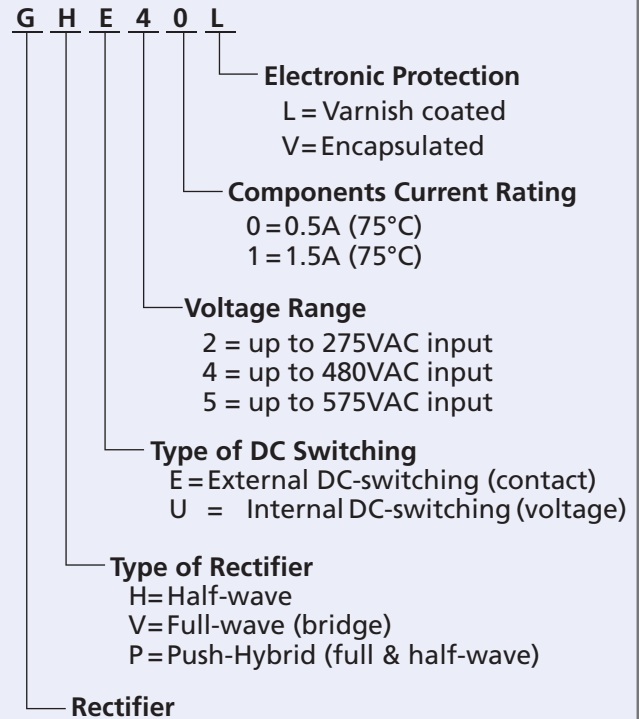 G H E 4 0 L
Electronic Protection
L = Varnish coated
V=Encapsulated
Components Current Rating
0=0.5A (75°C)
1=1.5A (75°C)
Voltage Range
2 = up to 275VAC input
4 = up to 480VAC input
5 = up to 575VAC input
Type of DC Switching
E=External DC-switching (contact)
U = Internal DC-switching (voltage)
Type of Rectifier
H=Half-wave
V=Full-wave (bridge)
P=Push-Hybrid (full & half-wave)
Rectifier